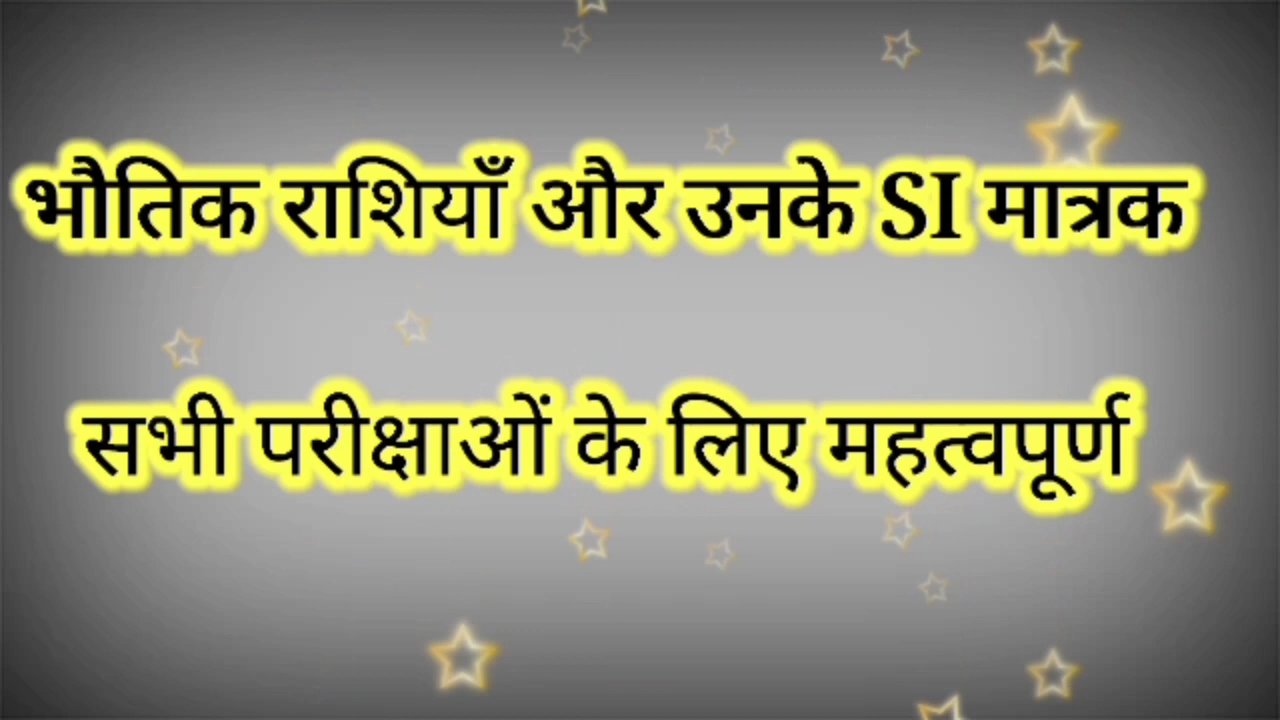 भौतिक राशियाँ और उनके SI मात्रक
सभी परीक्षाओं के लिए महत्वपूर्ण